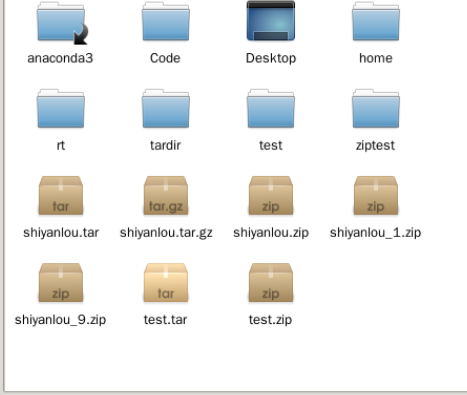 anaconda3 Code Desktop home
rt tardir test ziptest
tar tar.gz zip zip
shiyanlou.tar shiyanlou.tar.gz shiyanlou.zip shiyanlou_1.zip
zip tar zip
shiyanlou_9.zip test.tar test.zip